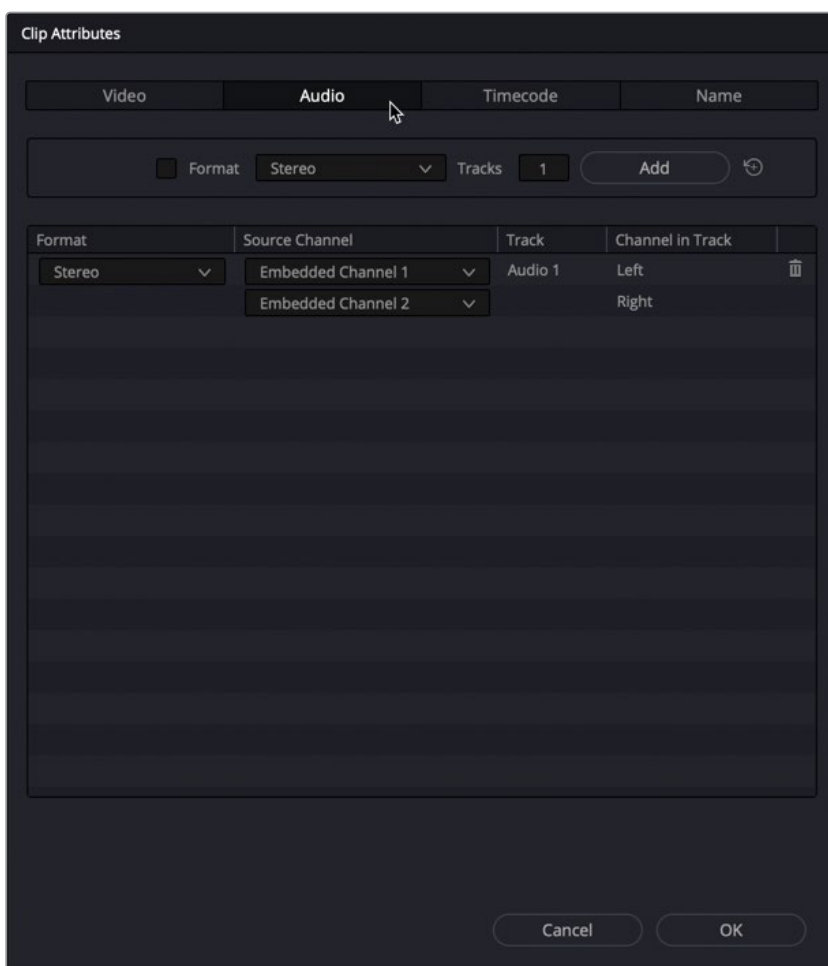 Clip Attributes
Video Audio Timecode Name
Format Stereo Tracks 1 Add
Format Source Channel Track Channel in Track
Stereo Embedded Channel 1 Audio 1 Left
Embedded Channel 2 Right
Cancel OK